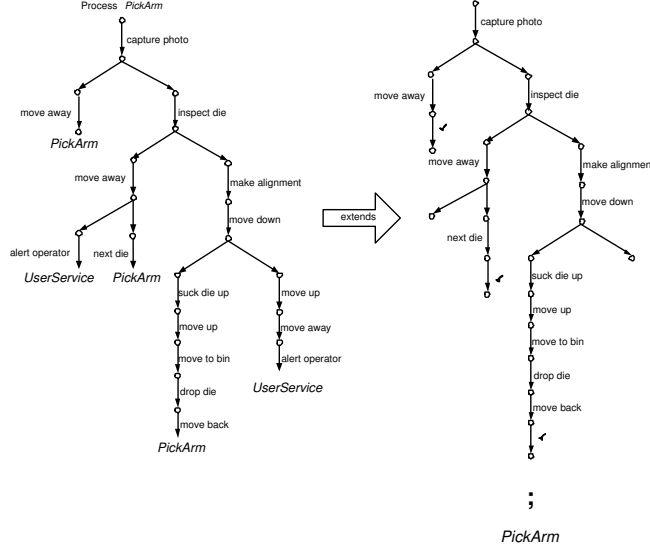 Process PickArm
capture photo
move away
inspect die
PickArm
move away
make alignment
move down
alert operator
next die
UserService
PickArm
suck die up
move up
move up
move away
move to bin
alert operator
drop die
UserService
move back
PickArm
extends
capture photo
move away
inspect die
move away
make alignment
move down
next die
suck die up
move up
move to bin
drop die
move back
;
PickArm